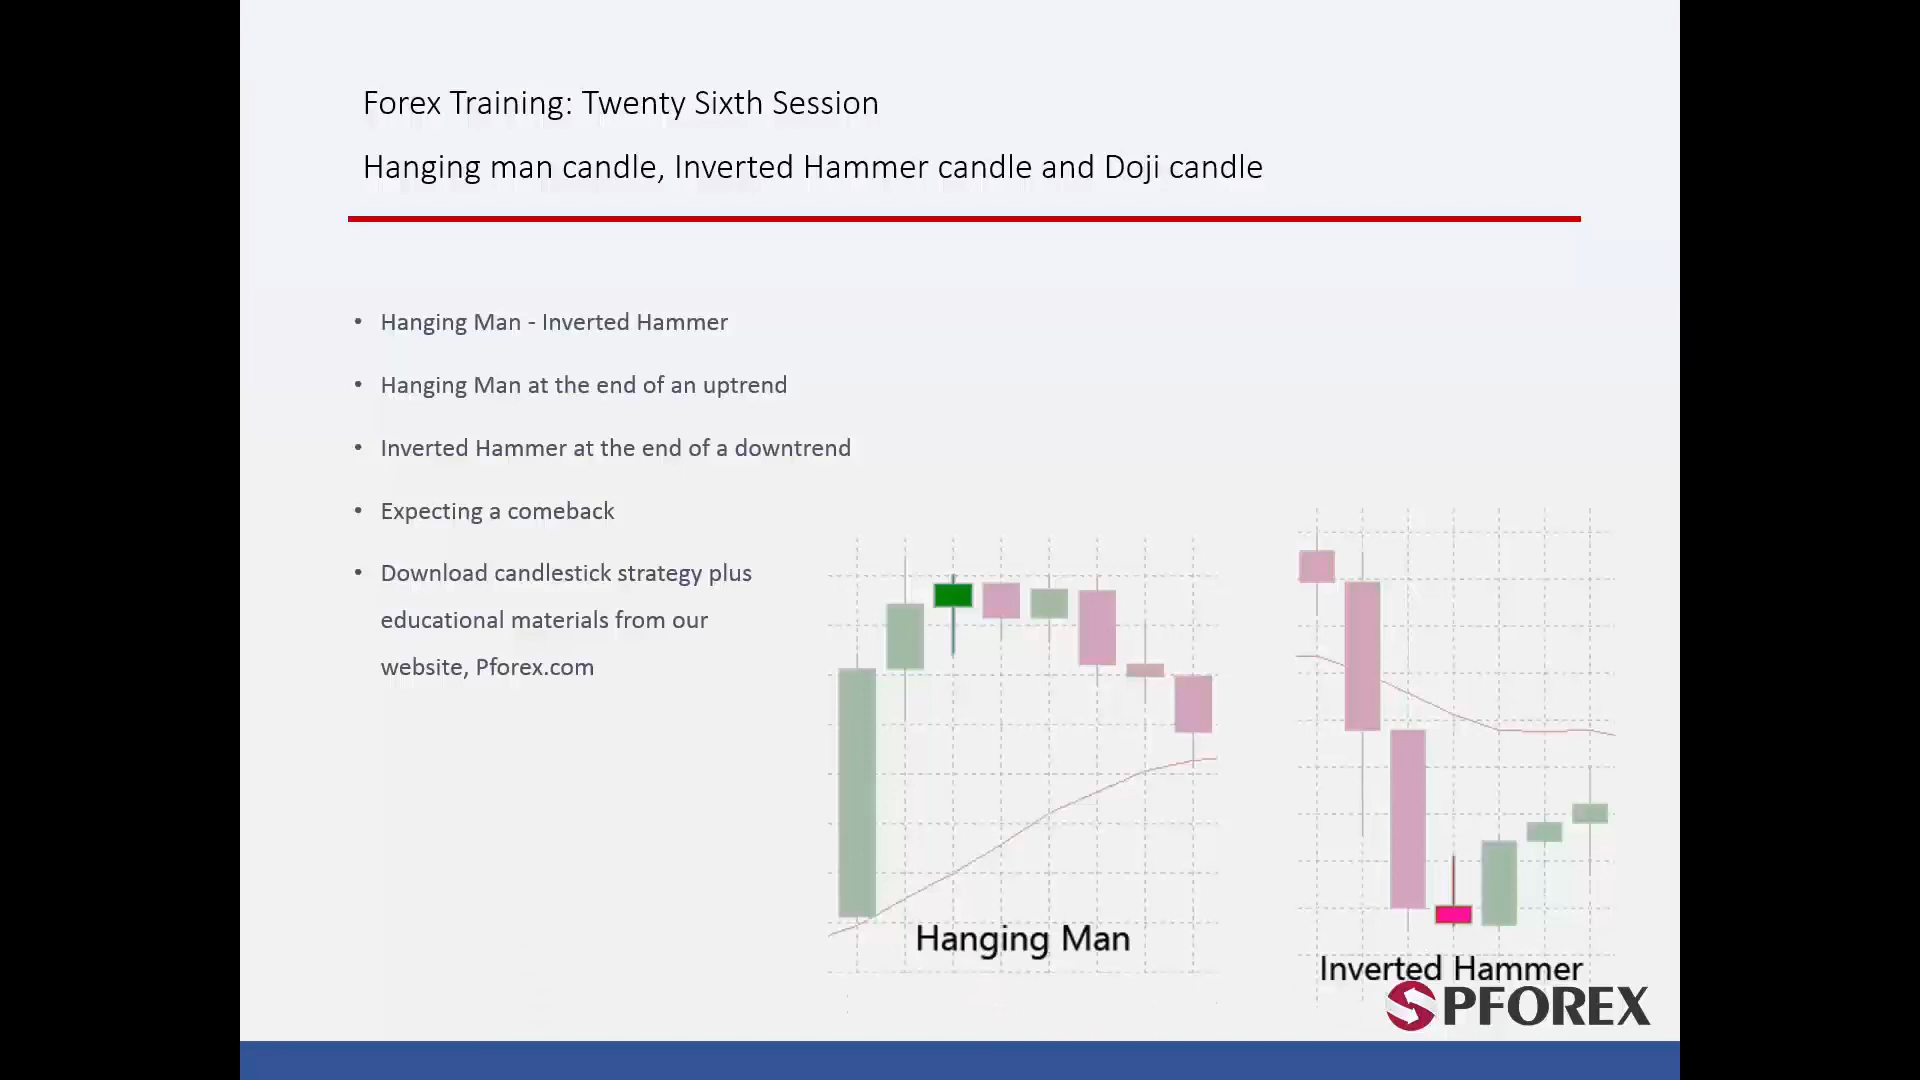 Forex Training: Twenty Sixth Session
Hanging man candle, Inverted Hammer candle and Doji candle
• Hanging Man - Inverted Hammer
• Hanging Man at the end of an uptrend
• Inverted Hammer at the end of a downtrend
• Expecting a comeback
• Download candlestick strategy plus
educational materials from our
website, Pforex.com
Hanging Man
Inverted Hammer
PFOREX